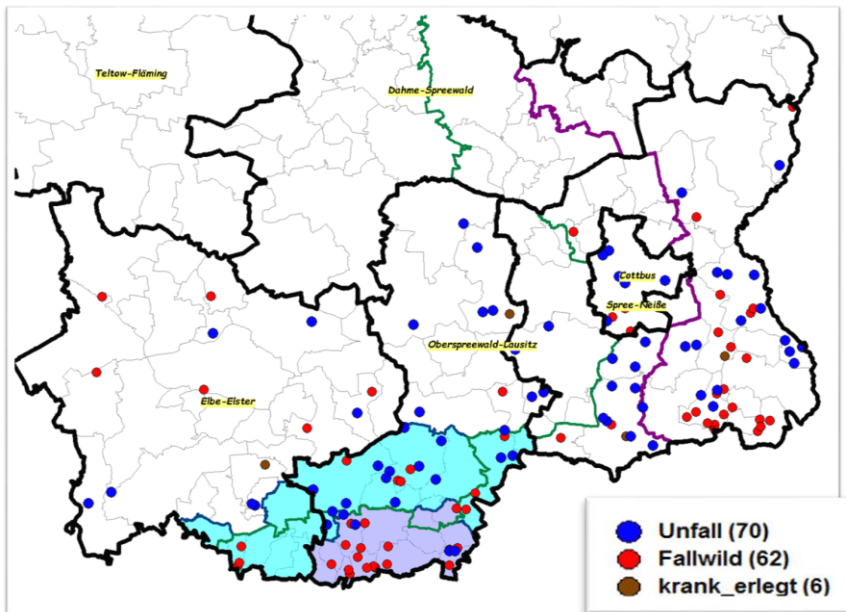 Teltow-Fläming
Dahme-Spreewald
Cottbus
Spree-Neiße
Oberspreewald-Lausitz
Elbe-Elster
Unfall (70)
Fallwild (62)
krank_erlegt (6)